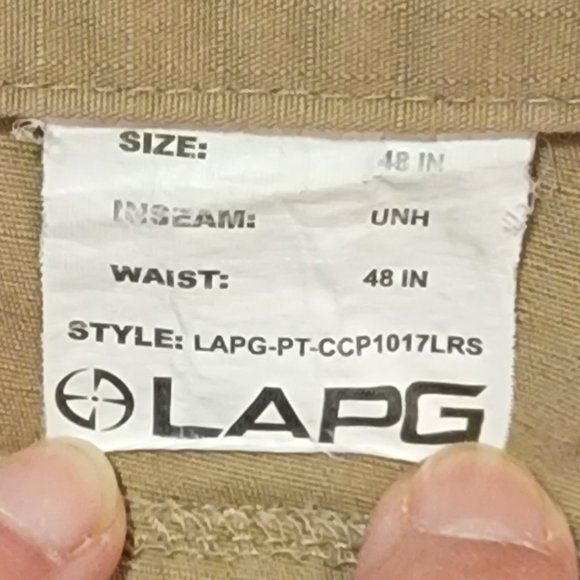 SIZE: 48 IN
INSEAM: UNH
WAIST: 48 IN
STYLE: LAPG-PT-CCP1017LRS
LAPG